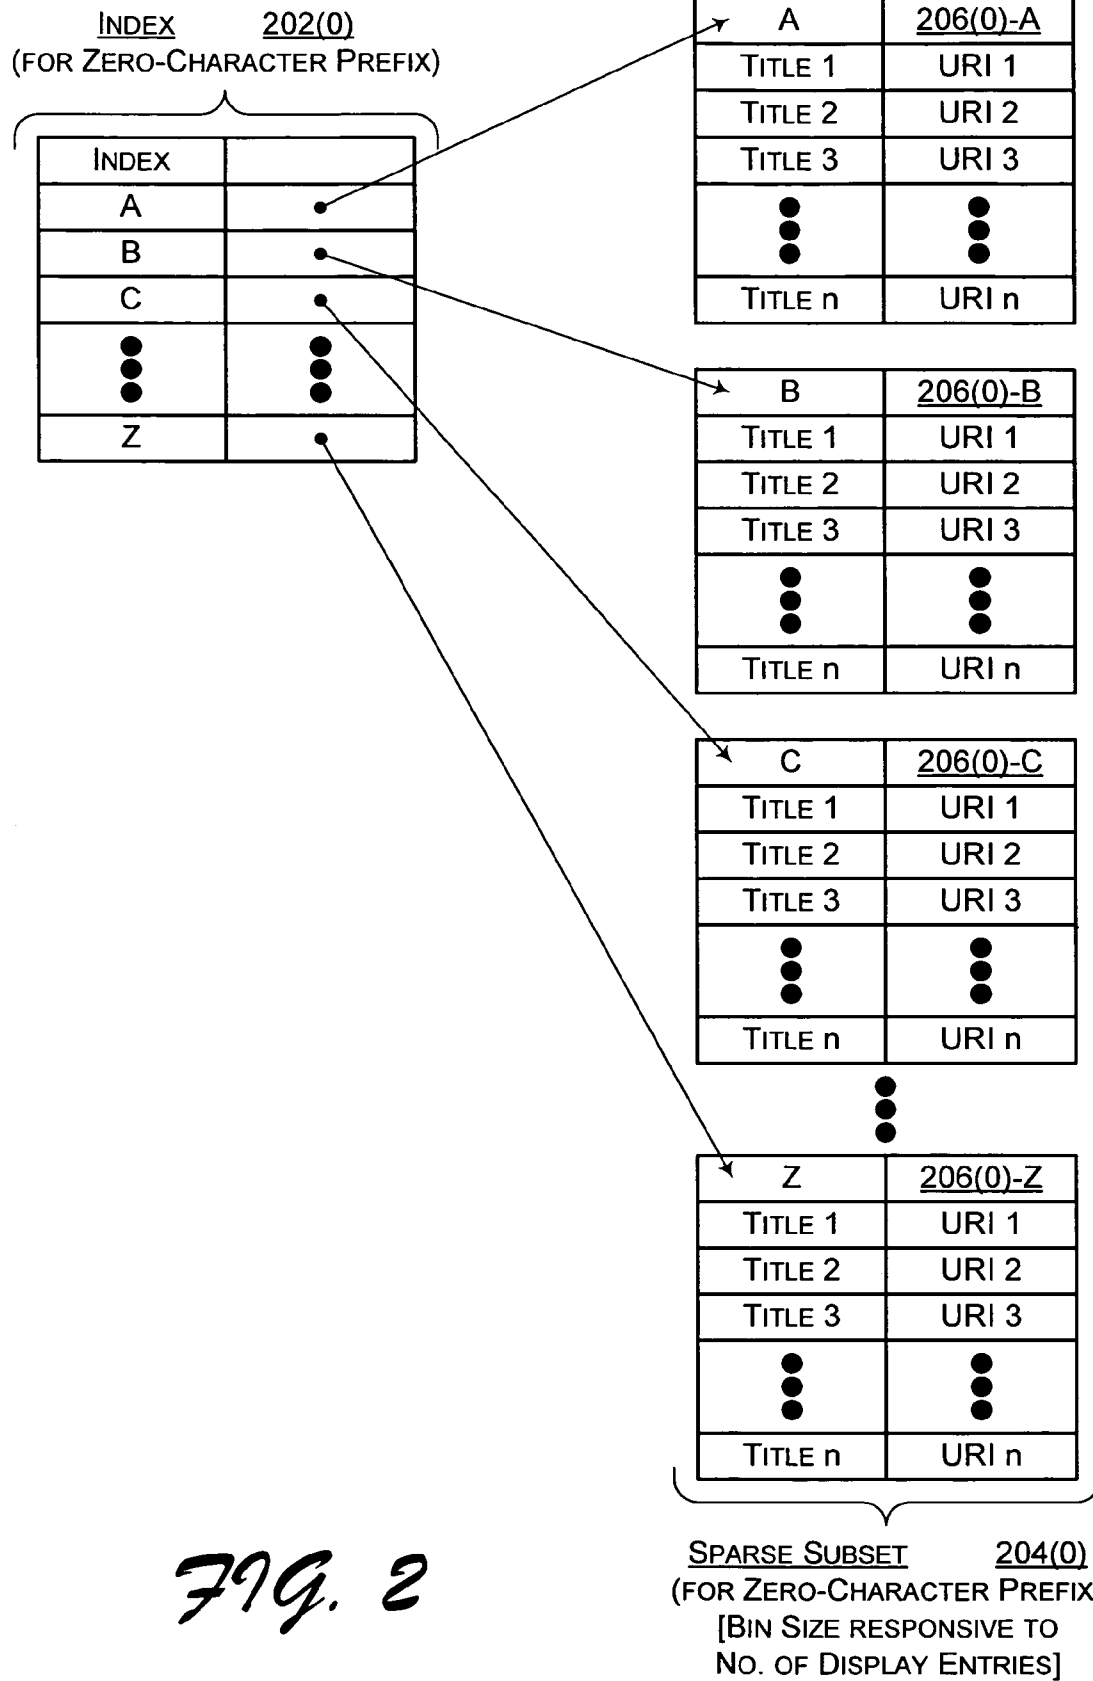 INDEX 202(0)
(FOR ZERO-CHARACTER PREFIX)
INDEX
A
B
C
Z
A 206(0)-A
TITLE 1 URI 1
TITLE 2 URI 2
TITLE 3 URI 3
TITLE n URI n
B 206(0)-B
TITLE 1 URI 1
TITLE 2 URI 2
TITLE 3 URI 3
TITLE n URI n
C 206(0)-C
TITLE 1 URI 1
TITLE 2 URI 2
TITLE 3 URI 3
TITLE n URI n
Z 206(0)-Z
TITLE 1 URI 1
TITLE 2 URI 2
TITLE 3 URI 3
TITLE n URI n
SPARSE SUBSET 204(0)
(FOR ZERO-CHARACTER PREFIX
[BIN SIZE RESPONSIVE TO
NO. OF DISPLAY ENTRIES]
FIG. 2